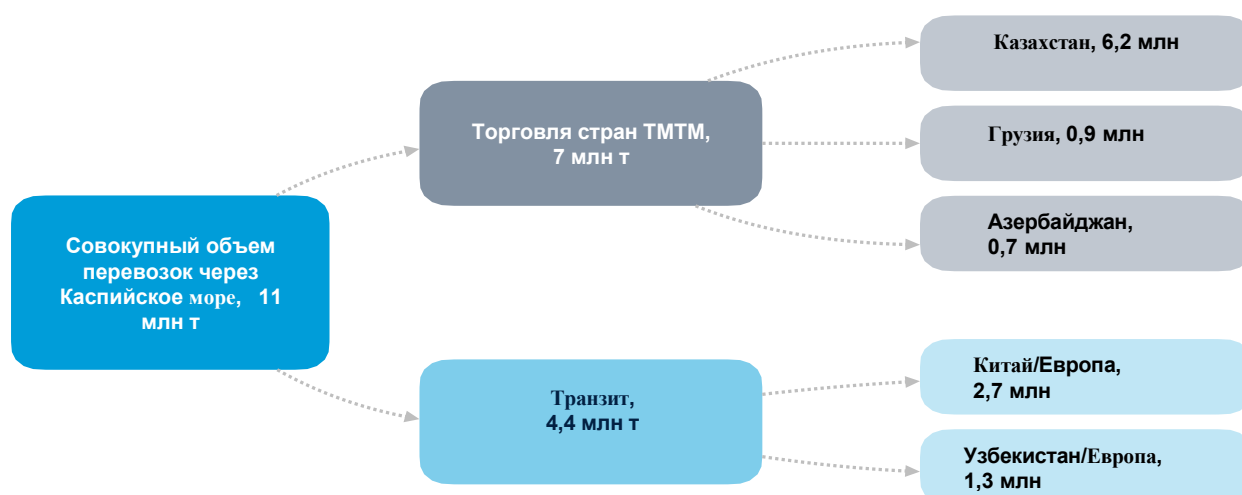 Совокупный объем
перевозок через
Каспийское море, 11
млн т
Торговля стран ТМТМ,
7 млн т
Транзит,
4,4 млн т
Казахстан, 6,2 млн
Грузия, 0,9 млн
Азербайджан,
0,7 млн
Китай/Европа,
2,7 млн
Узбекистан/Европа,
1,3 млн